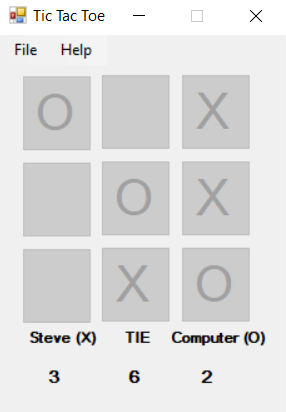 Tic Tac Toe
File Help
O X
O X
X O
Steve (X) TIE Computer (O)
3 6 2